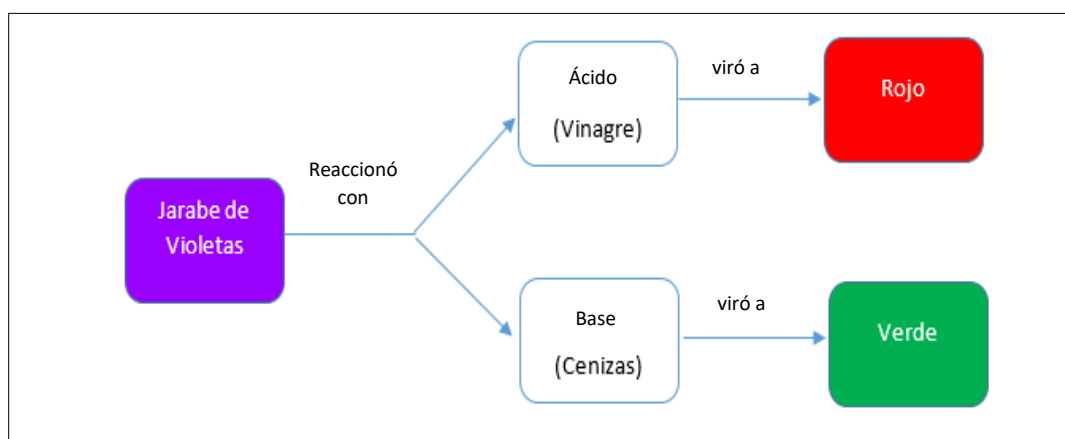 Jarabe de
Violetas
Reaccionó
con
Ácido
(Vinagre)
viró a
Rojo
Base
(Cenizas)
viró a
Verde